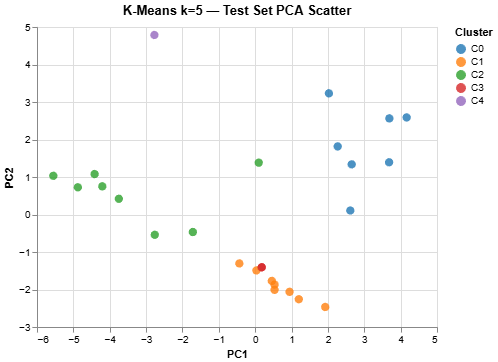 K-Means k=5 — Test Set PCA Scatter
Cluster
C0
C1
C2
C3
C4
PC2
5
4
3
2
1
0
−1
−2
−3
−6 −5 −4 −3 −2 −1 0 1 2 3 4 5
PC1